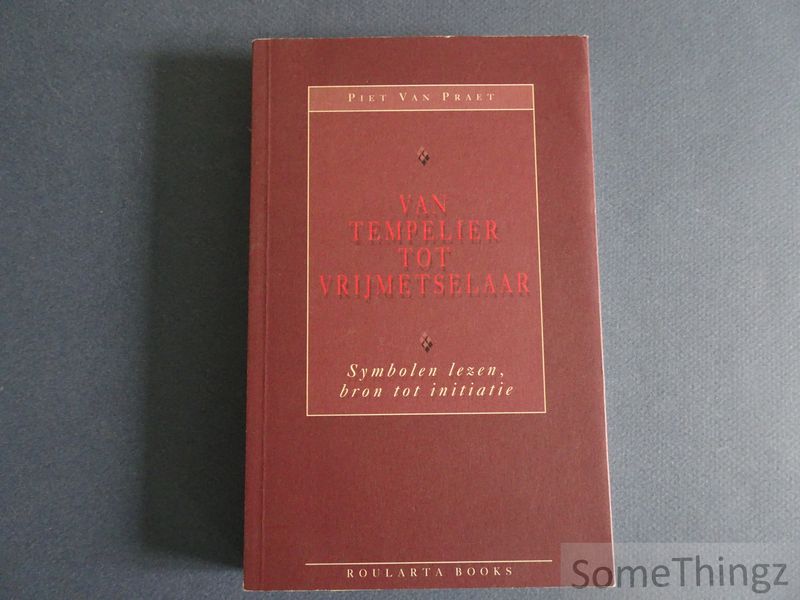 PIET VAN PRAET
VAN
TEMPELIER
TOT
VRIJMETSELAAR
Symbolen lezen,
bron tot initiatie
ROULARTA BOOKS
SomeThingz